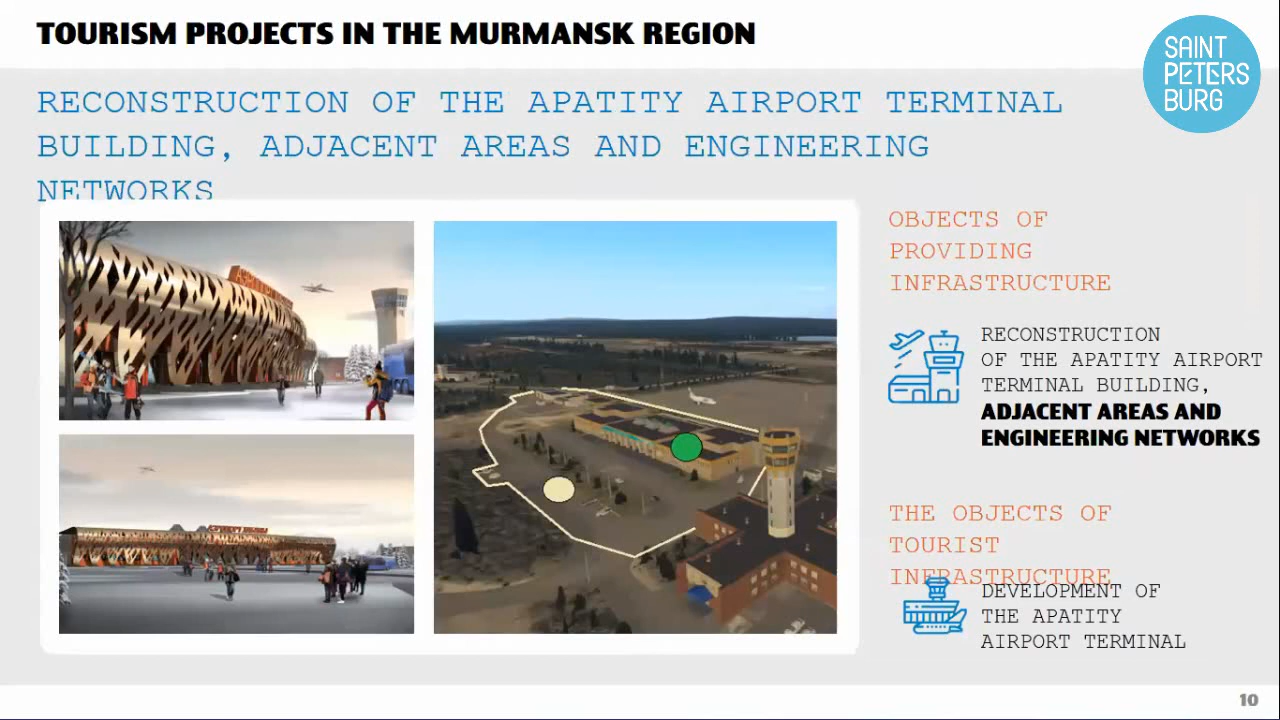 TOURISM PROJECTS IN THE MURMANSK REGION
SAINT
PETERS
BURG
RECONSTRUCTION OF THE APATITY AIRPORT TERMINAL
BUILDING, ADJACENT AREAS AND ENGINEERING
NETWORKS
OBJECTS OF
PROVIDING
INFRASTRUCTURE
RECONSTRUCTION
OF THE APATITY AIRPORT
TERMINAL BUILDING,
ADJACENT AREAS AND
ENGINEERING NETWORKS
THE OBJECTS OF
TOURIST
INFRASTRUCTURE
DEVELOPMENT OF
THE APATITY
AIRPORT TERMINAL
10